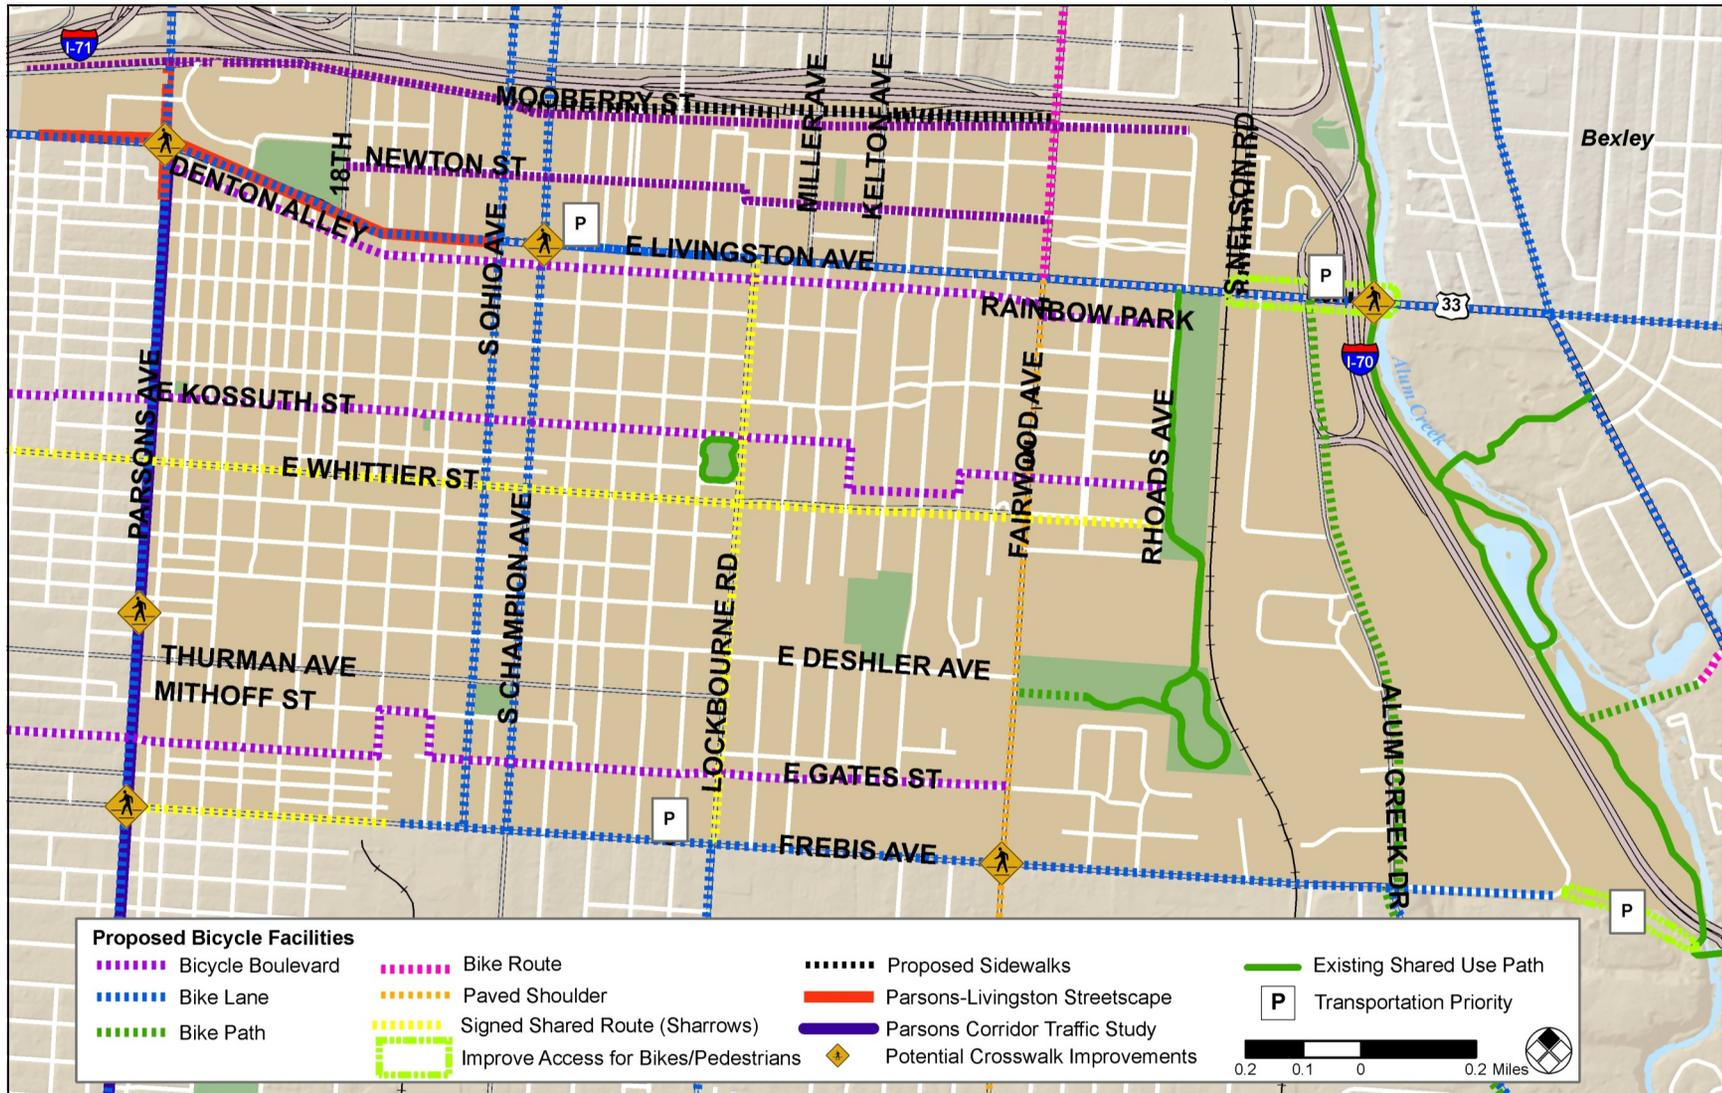 I-71
MOOBERRY ST
MILLER AVE
KELTON AVE
S NELSON RD
Bexley
18TH
NEWTON ST
DENTON ALLEY
P
S OHIO AVE
E LIVINGSTON AVE
P
33
RAINBOW PARK
I-70
Alum Creek
PARSONS AVE
E KOSSUTH ST
FAIRWOOD AVE
RHOADS AVE
E WHITTIER ST
S CHAMPION AVE
LOCKBOURNE RD
THURMAN AVE
E DESHLER AVE
MITHOFF ST
ALUM CREEK DR
E GATES ST
P
FREBIS AVE
P
Proposed Bicycle Facilities
Bicycle Boulevard
Bike Lane
Bike Path
Bike Route
Paved Shoulder
Signed Shared Route (Sharrows)
Improve Access for Bikes/Pedestrians
Proposed Sidewalks
Parsons-Livingston Streetscape
Parsons Corridor Traffic Study
Potential Crosswalk Improvements
Existing Shared Use Path
P Transportation Priority
0.2 0.1 0 0.2 Miles